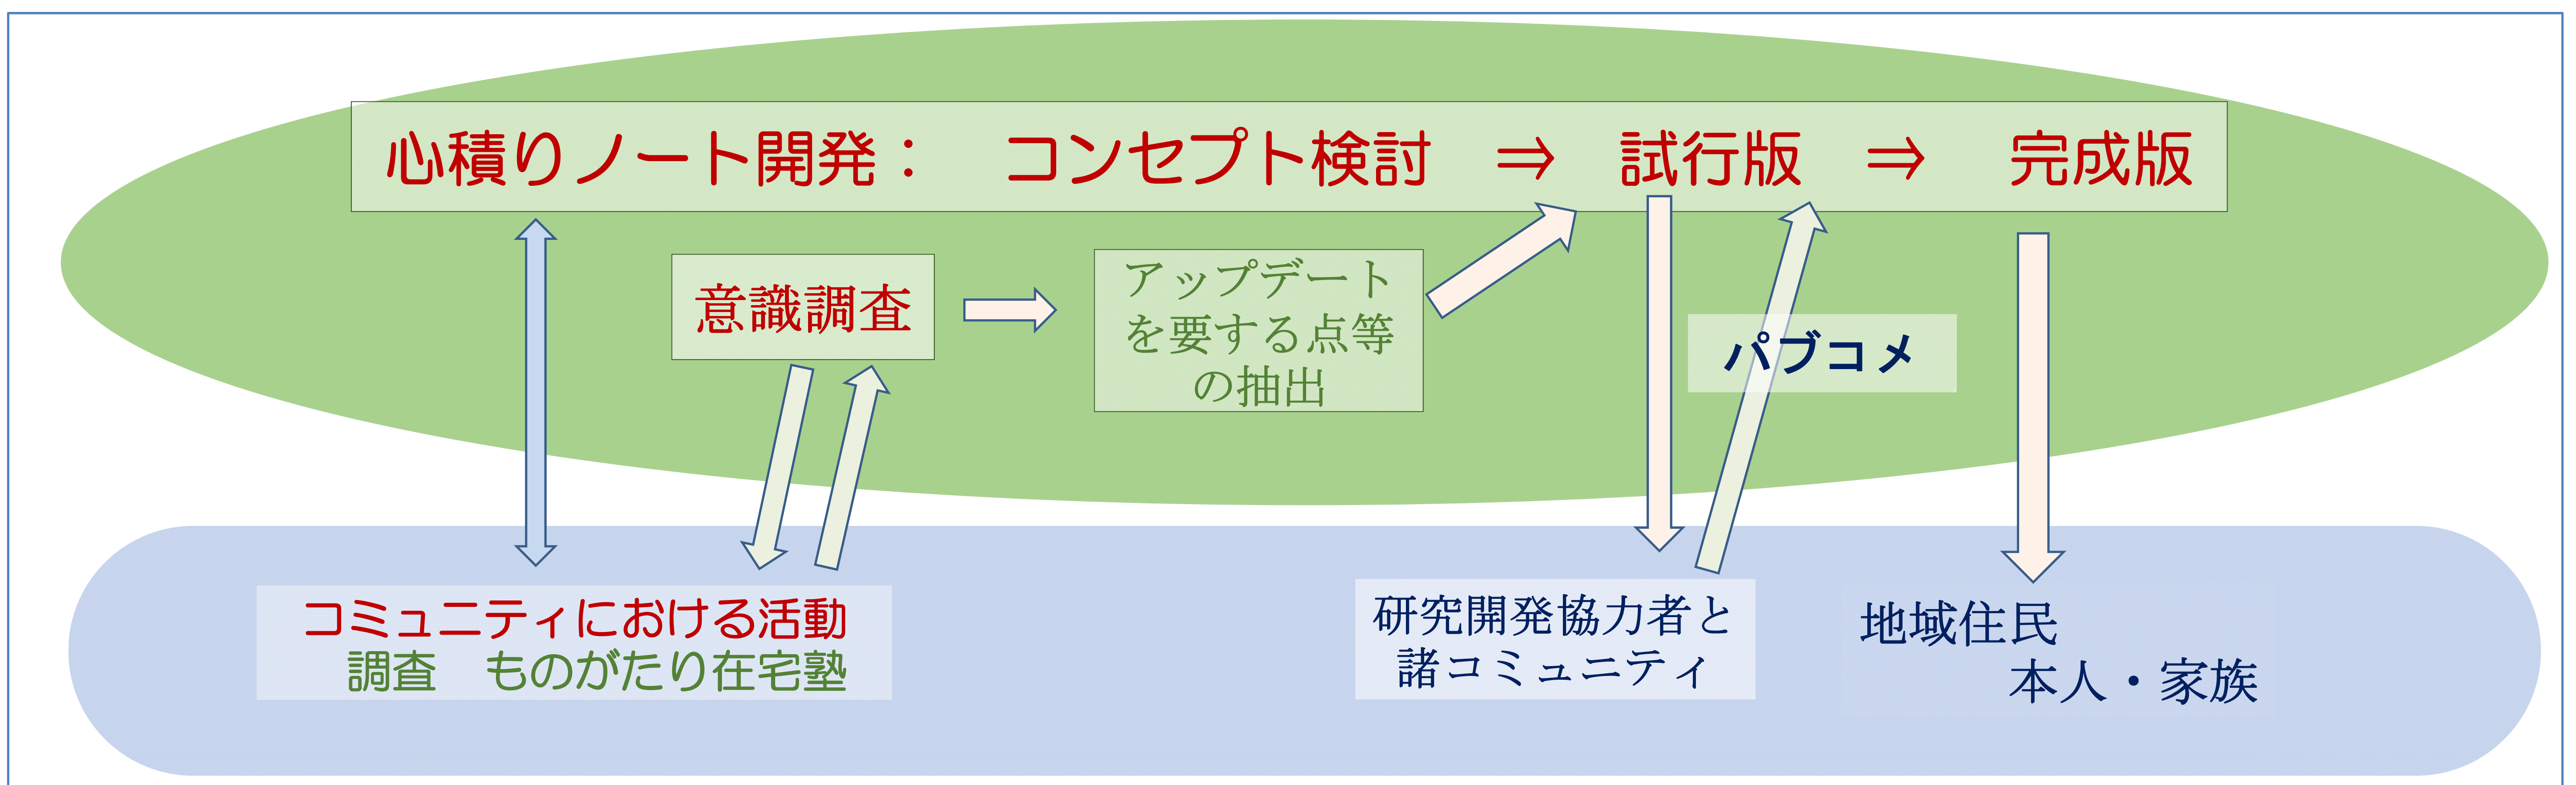 心積りノート開発：　コンセプト検討　⇒　試行版　⇒　完成版
意識調査
アップデート
を要する点等
の抽出
パブコメ
コミュニティにおける活動
調査　ものがたり在宅塾
研究開発協力者と
諸コミュニティ
地域住民
本人・家族